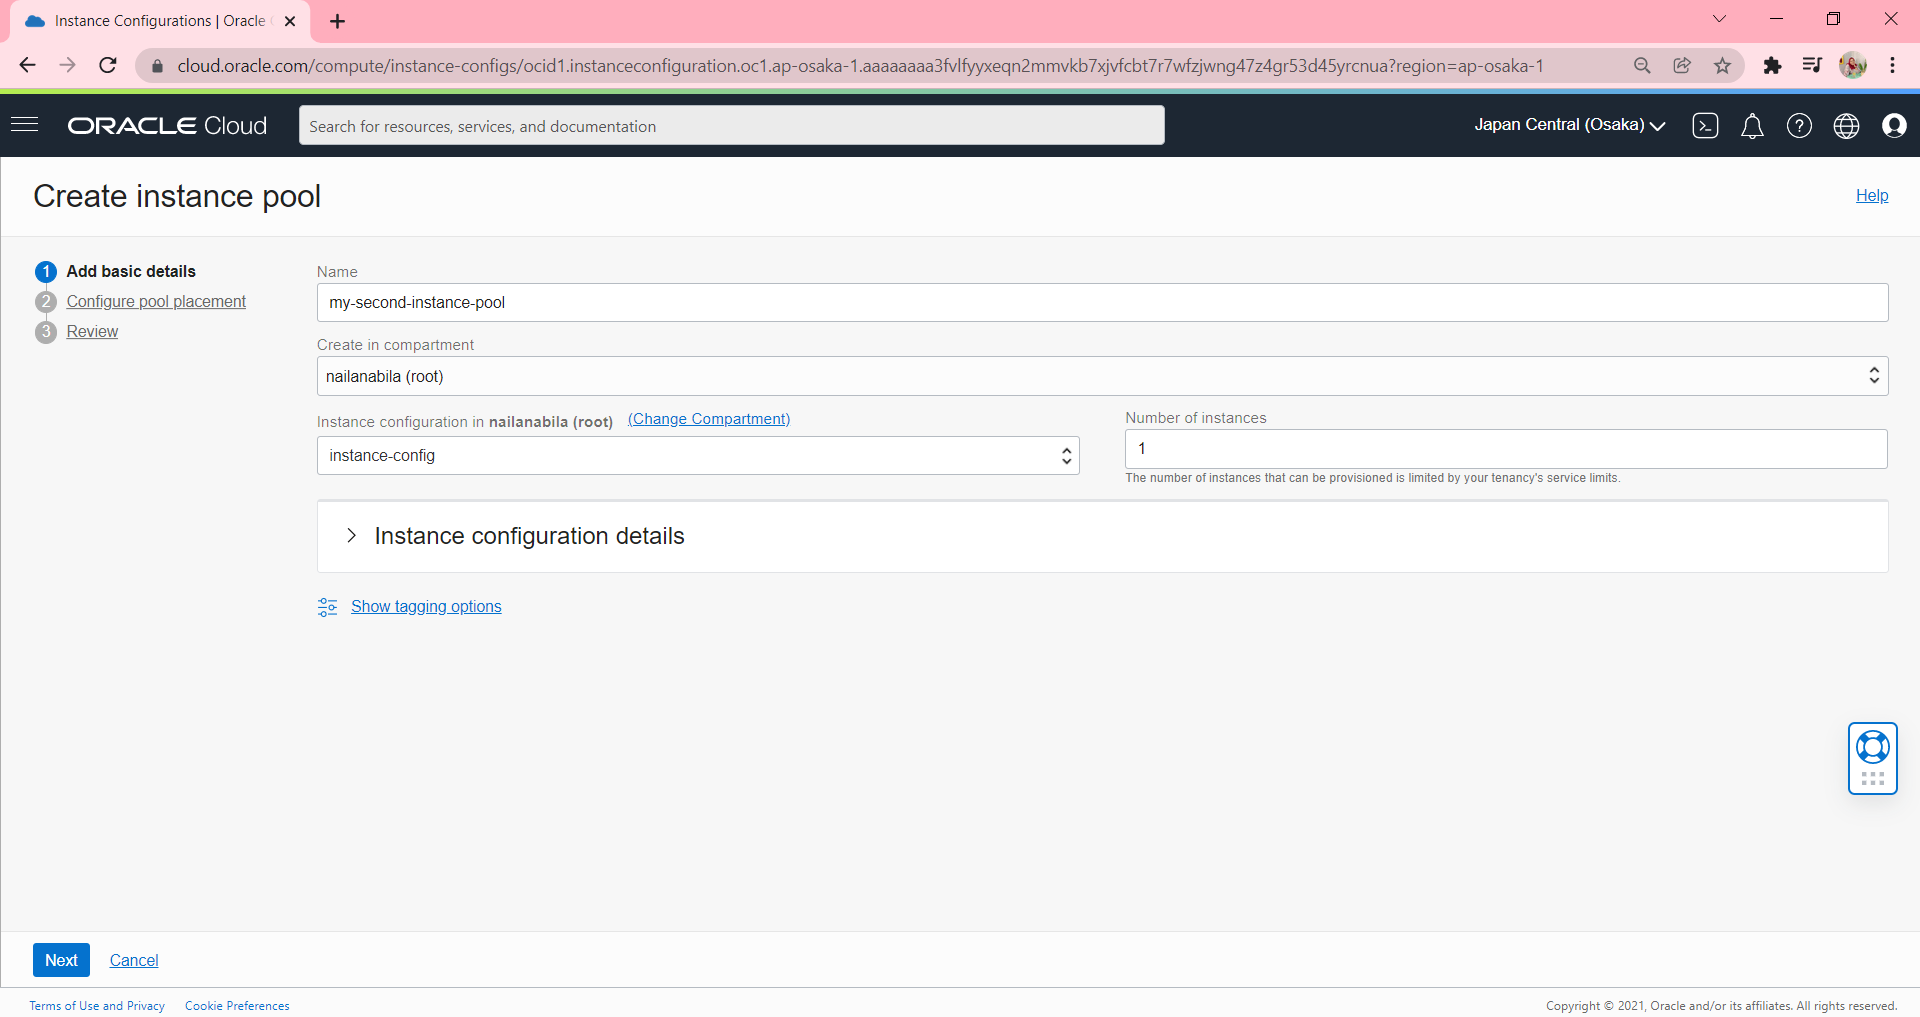 Instance Configurations | Oracle
cloud.oracle.com/compute/instance-configs/ocid1.instanceconfiguration.oc1.ap-osaka-1.aaaaaaaa3fvlfyyxeqn2mmvkb7xjvfcbt7r7wfzjwng47z4gr53d45yrcnua?region=ap-osaka-1
ORACLE Cloud
Search for resources, services, and documentation
Japan Central (Osaka)
Create instance pool
Help
1 Add basic details
2 Configure pool placement
3 Review
Name
my-second-instance-pool
Create in compartment
nailanabila (root)
Instance configuration in nailanabila (root) (Change Compartment)
instance-config
Number of instances
1
The number of instances that can be provisioned is limited by your tenancy's service limits.
Instance configuration details
Show tagging options
Next Cancel
Terms of Use and Privacy Cookie Preferences
Copyright © 2021, Oracle and/or its affiliates. All rights reserved.